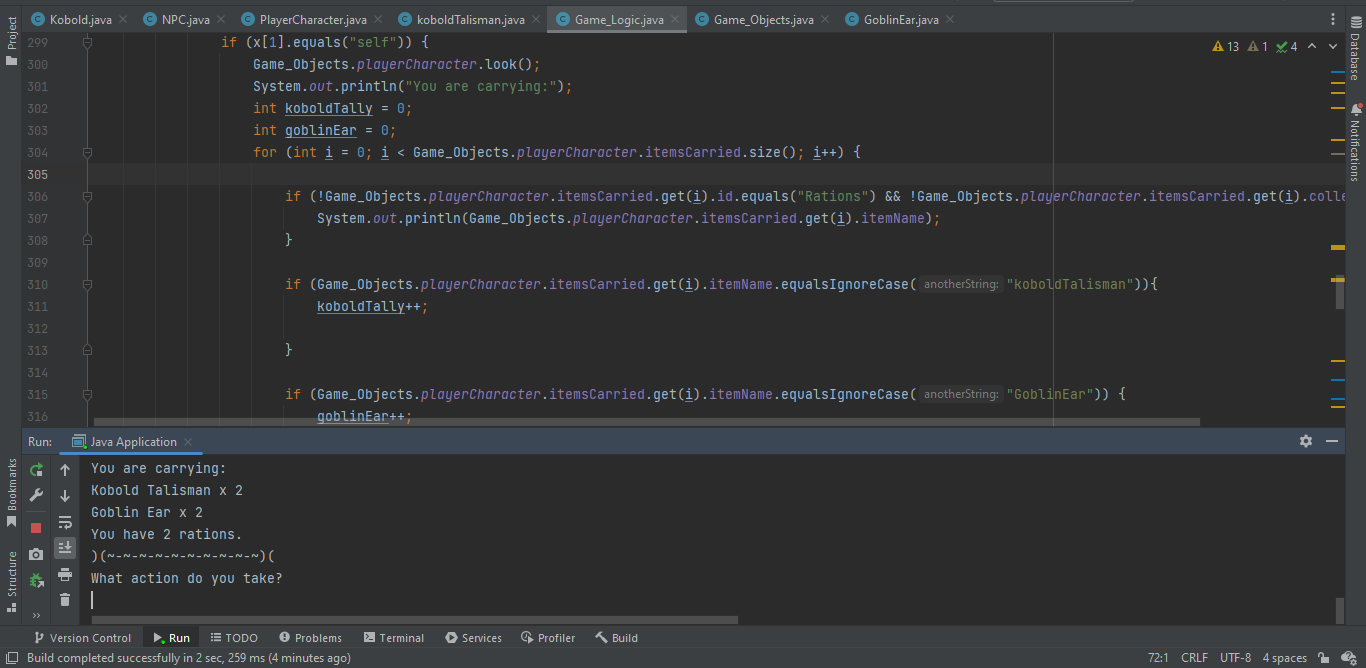 Kobold.java NPC.java PlayerCharacter.java koboldTalisman.java Game_Logic.java Game_Objects.java GoblinEar.java
Project
Database
Notifications
13 1 4
299 if (x[1].equals("self")) {
300 Game_Objects.playerCharacter.look();
301 System.out.println("You are carrying:");
302 int koboldTally = 0;
303 int goblinEar = 0;
304 for (int i = 0; i < Game_Objects.playerCharacter.itemsCarried.size(); i++) {
305
306 if (!Game_Objects.playerCharacter.itemsCarried.get(i).id.equals("Rations") && !Game_Objects.playerCharacter.itemsCarried.get(i).colle
307 System.out.println(Game_Objects.playerCharacter.itemsCarried.get(i).itemName);
308 }
309
310 if (Game_Objects.playerCharacter.itemsCarried.get(i).itemName.equalsIgnoreCase( anotherString: "koboldTalisman")){
311 koboldTally++;
312
313 }
314
315 if (Game_Objects.playerCharacter.itemsCarried.get(i).itemName.equalsIgnoreCase( anotherString: "GoblinEar")) {
316 goblinEar++;
Run: Java Application
Bookmarks
Structure
You are carrying:
Kobold Talisman x 2
Goblin Ear x 2
You have 2 rations.
)(~-~-~-~-~-~-~-~-~-~)(
What action do you take?
Version Control Run TODO Problems Terminal Services Profiler Build
Build completed successfully in 2 sec, 259 ms (4 minutes ago) 72:1 CRLF UTF-8 4 spaces